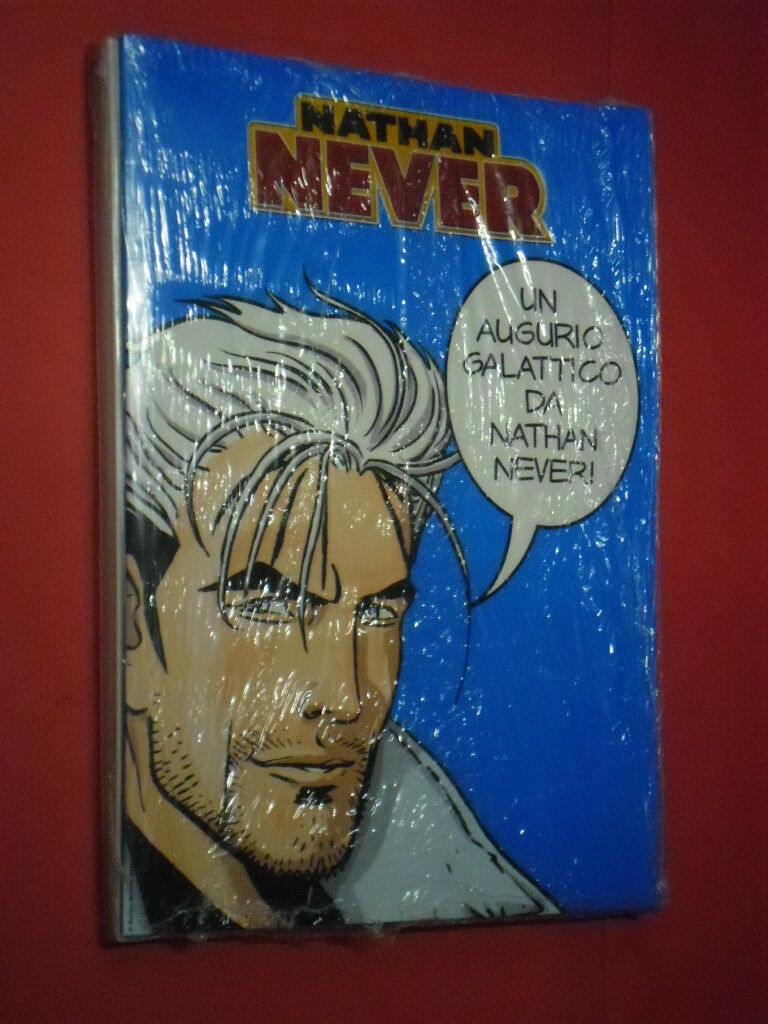 NATHAN
NEVER
UN
AUGURIO
GALATTICO
DA
NATHAN
NEVER!